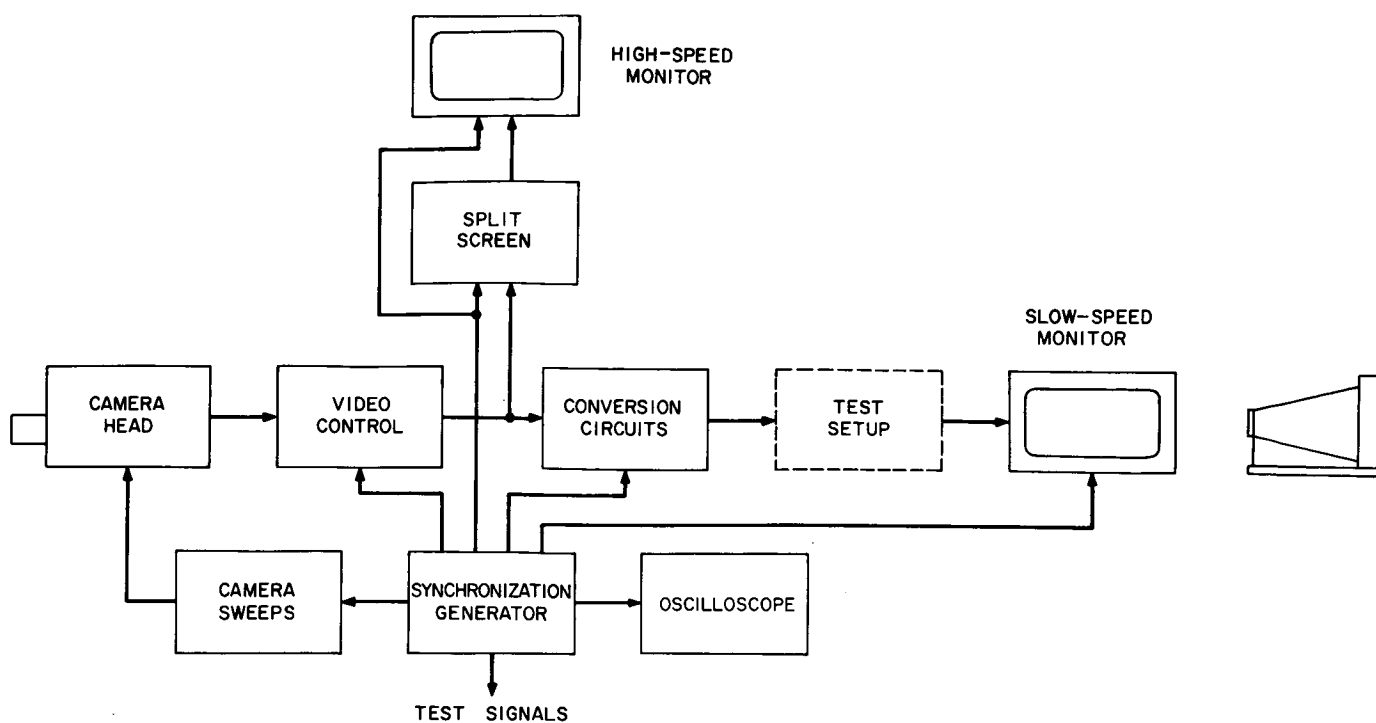 HIGH-SPEED
MONITOR
SPLIT
SCREEN
SLOW-SPEED
MONITOR
CAMERA
HEAD
VIDEO
CONTROL
CONVERSION
CIRCUITS
TEST
SETUP
CAMERA
SWEEPS
SYNCHRONIZATION
GENERATOR
OSCILLOSCOPE
TEST SIGNALS